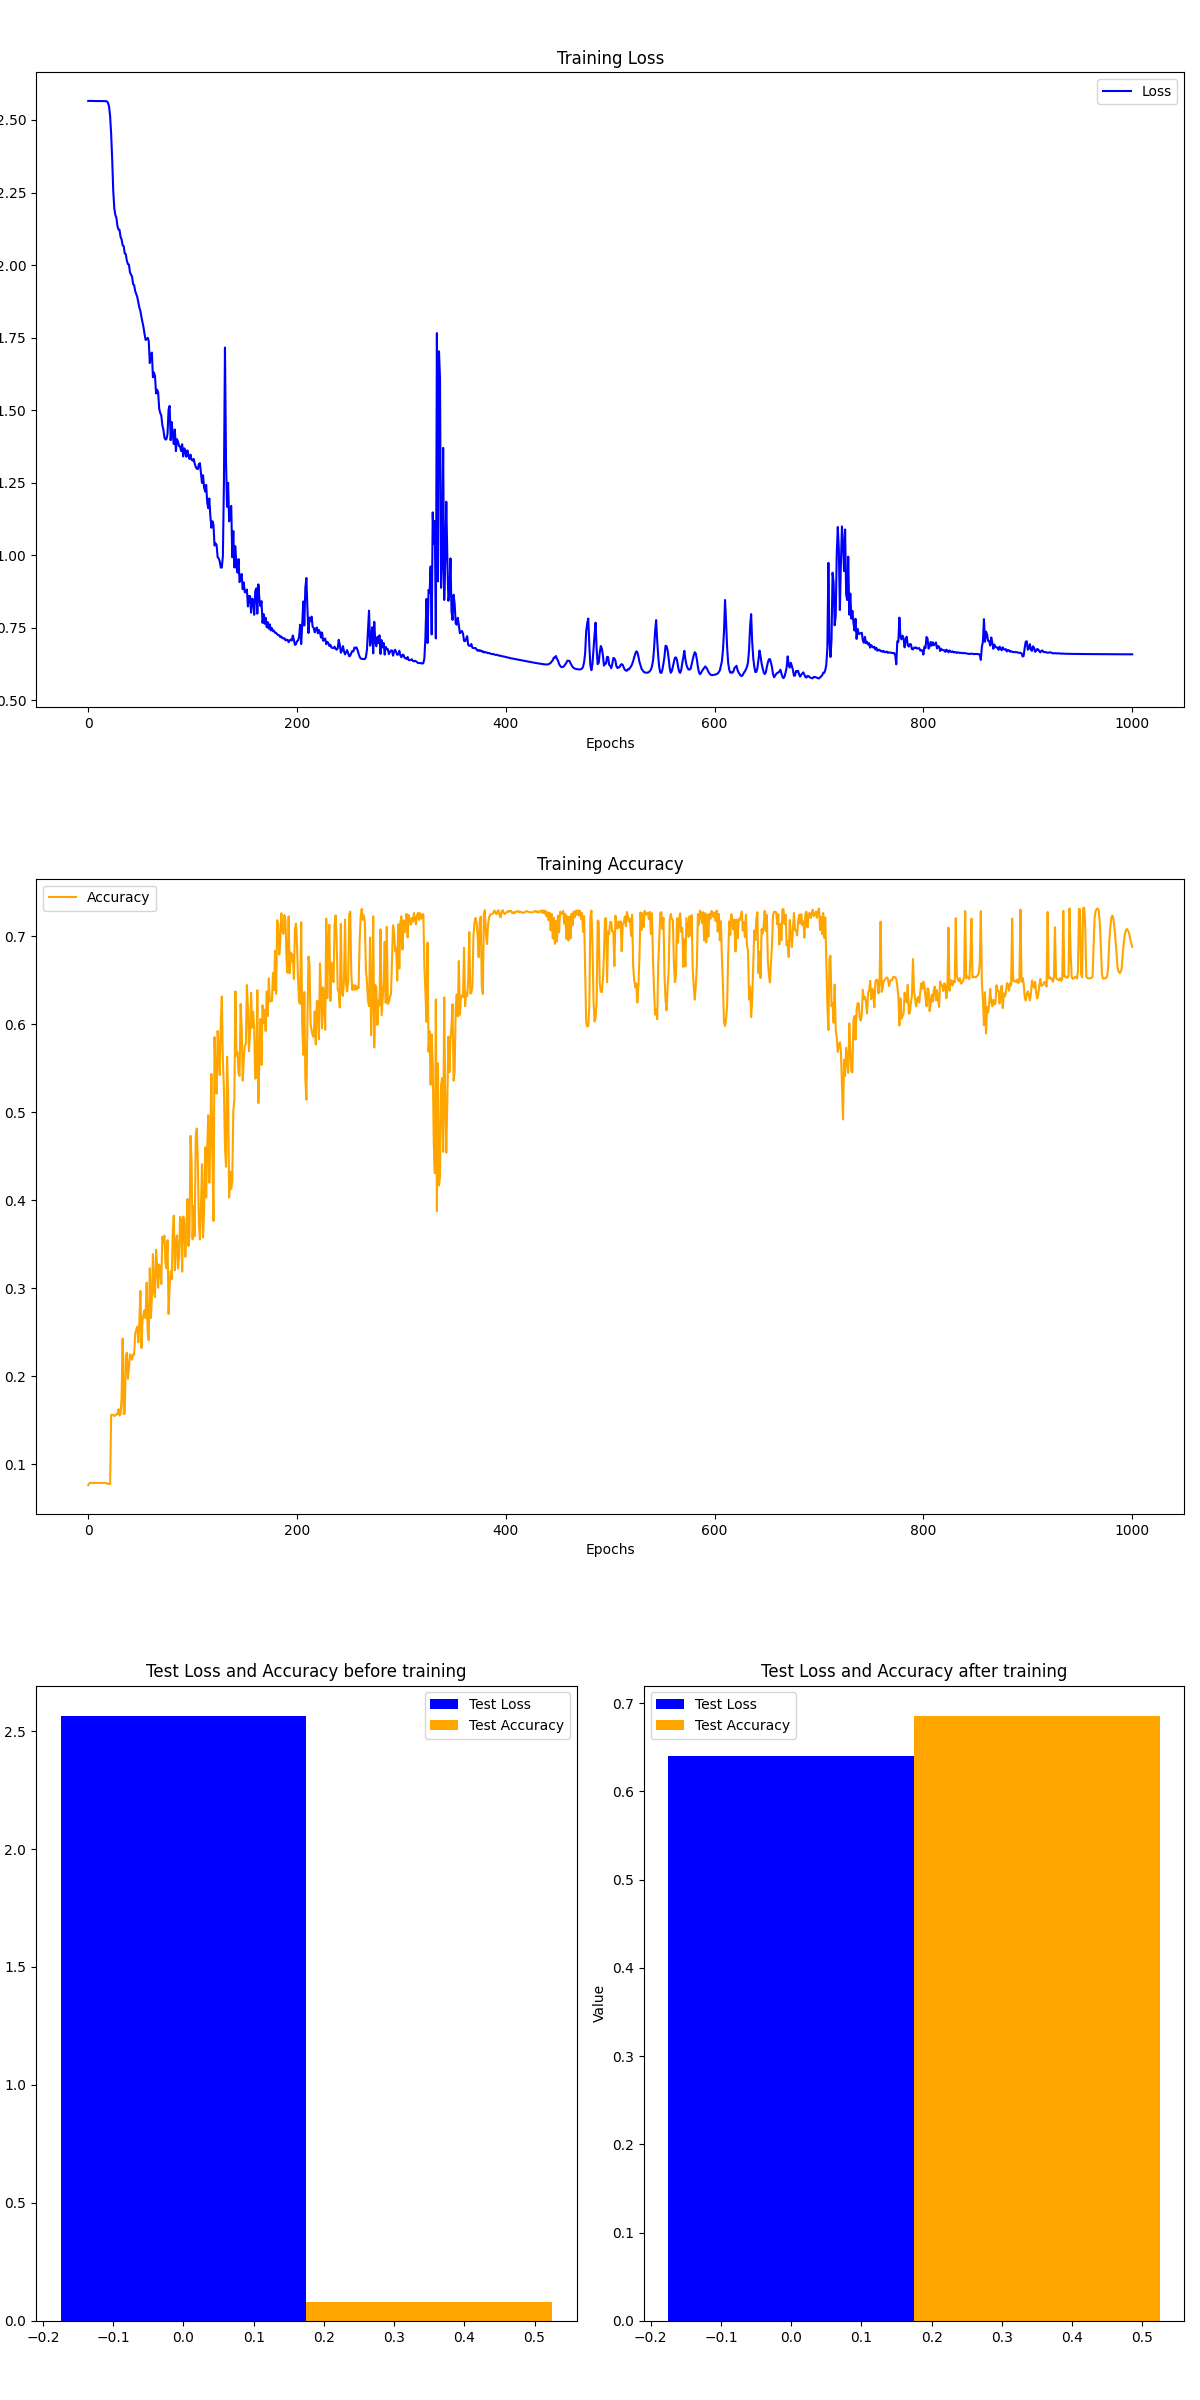 Training Loss
Loss
2.50
2.25
2.00
1.75
1.50
1.25
1.00
0.75
0.50
0 200 400 600 800 1000
Epochs
Training Accuracy
Accuracy
0.7
0.6
0.5
0.4
0.3
0.2
0.1
0 200 400 600 800 1000
Epochs
Test Loss and Accuracy before training
Test Loss
Test Accuracy
2.5
2.0
1.5
1.0
0.5
0.0
−0.2 −0.1 0.0 0.1 0.2 0.3 0.4 0.5
Test Loss and Accuracy after training
Test Loss
Test Accuracy
Value
0.7
0.6
0.5
0.4
0.3
0.2
0.1
0.0
−0.2 −0.1 0.0 0.1 0.2 0.3 0.4 0.5